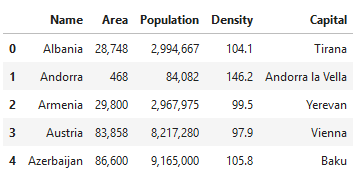 Name Area Population Density Capital
0 Albania 28,748 2,994,667 104.1 Tirana
1 Andorra 468 84,082 146.2 Andorra la Vella
2 Armenia 29,800 2,967,975 99.5 Yerevan
3 Austria 83,858 8,217,280 97.9 Vienna
4 Azerbaijan 86,600 9,165,000 105.8 Baku